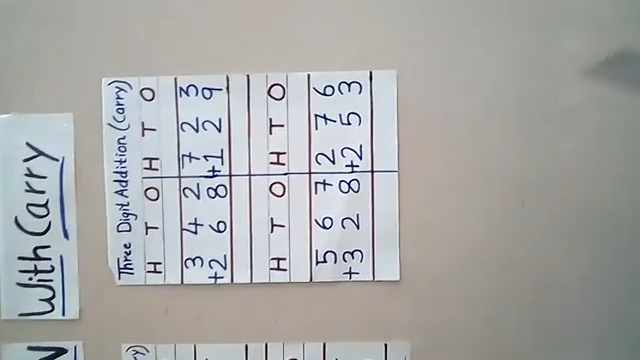 With Carry
Three Digit Addition (Carry)
H T O H T O
3 4 2 7 2 3
+2 6 8 +1 2 9
H T O H T O
5 6 7 2 7 6
+3 2 8 +2 5 3